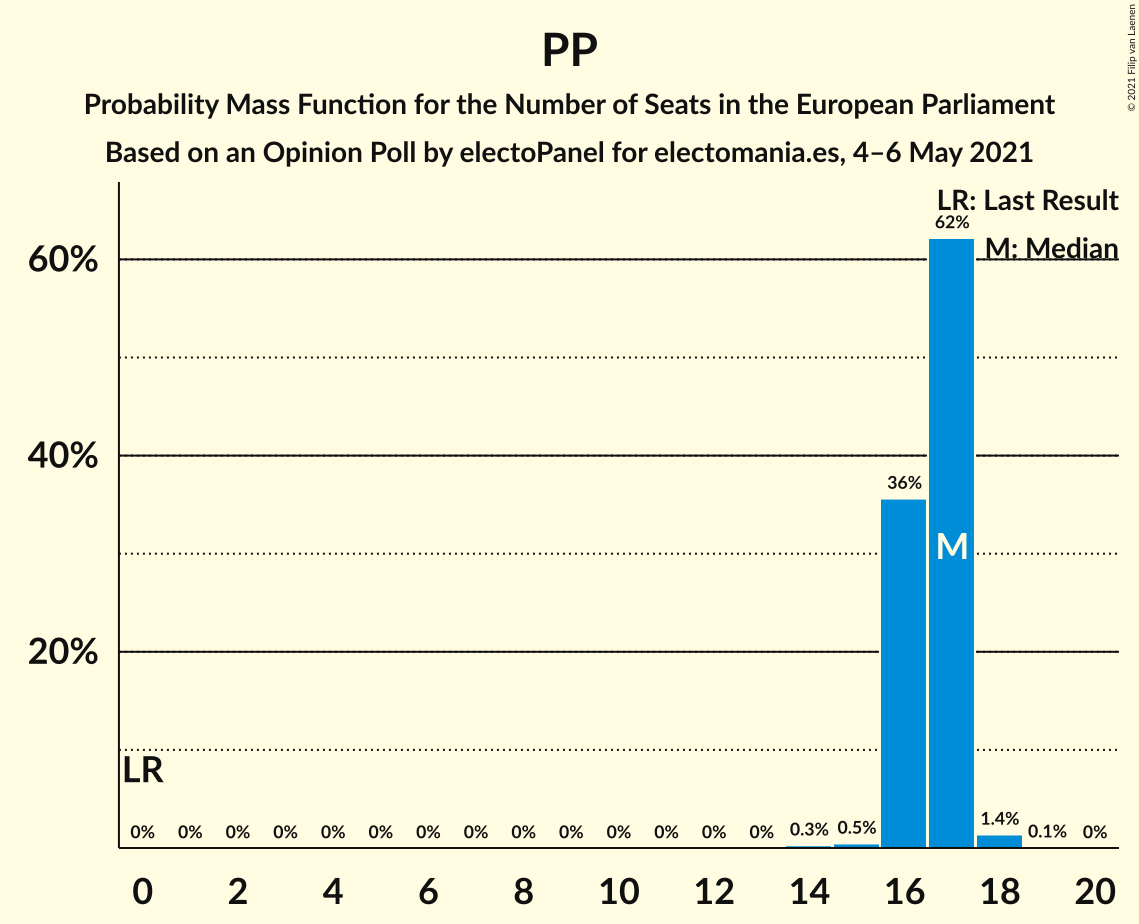 © 2021 Filip van Laenen
PP
Probability Mass Function for the Number of Seats in the European Parliament
Based on an Opinion Poll by electoPanel for electomania.es, 4–6 May 2021
LR: Last Result
62%
M: Median
60%
40%
36%
M
20%
LR
0% 0% 0% 0% 0% 0% 0% 0% 0% 0% 0% 0% 0% 0% 0.3% 0.5% 1.4% 0.1% 0%
0 2 4 6 8 10 12 14 16 18 20